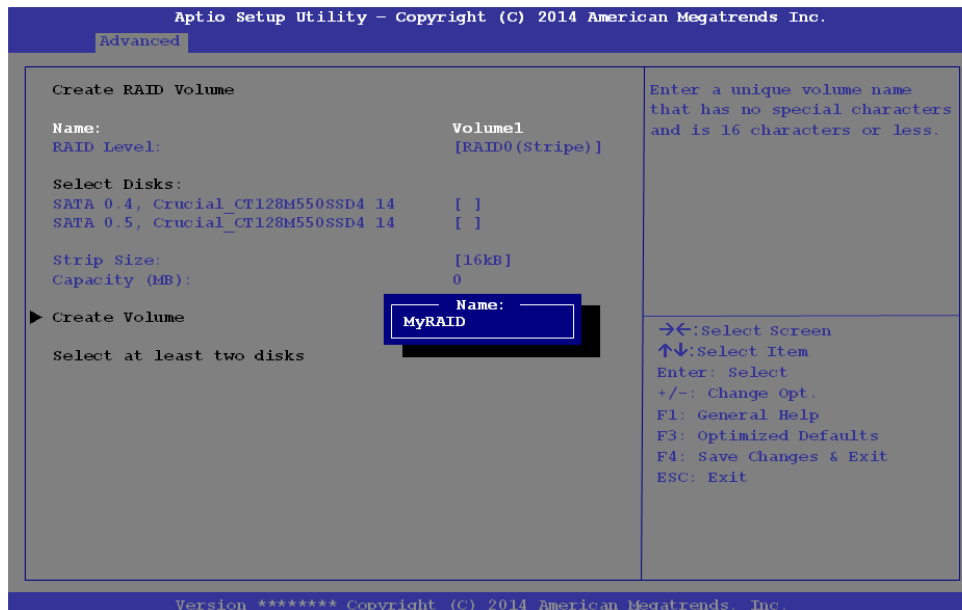 Aptio Setup Utility – Copyright (C) 2014 American Megatrends Inc.
Advanced
Create RAID Volume
Name: Volume1
RAID Level: [RAID0(Stripe)]
Select Disks:
SATA 0.4, Crucial_CT128M550SSD4 14 [ ]
SATA 0.5, Crucial_CT128M550SSD4 14 [ ]
Strip Size: [16kB]
Capacity (MB): 0
▶ Create Volume
Select at least two disks
Name:
MyRAID
Enter a unique volume name
that has no special characters
and is 16 characters or less.
→←:Select Screen
↑↓:Select Item
Enter: Select
+/-: Change Opt.
F1: General Help
F3: Optimized Defaults
F4: Save Changes & Exit
ESC: Exit
Version ******** Copyright (C) 2014 American Megatrends, Inc.